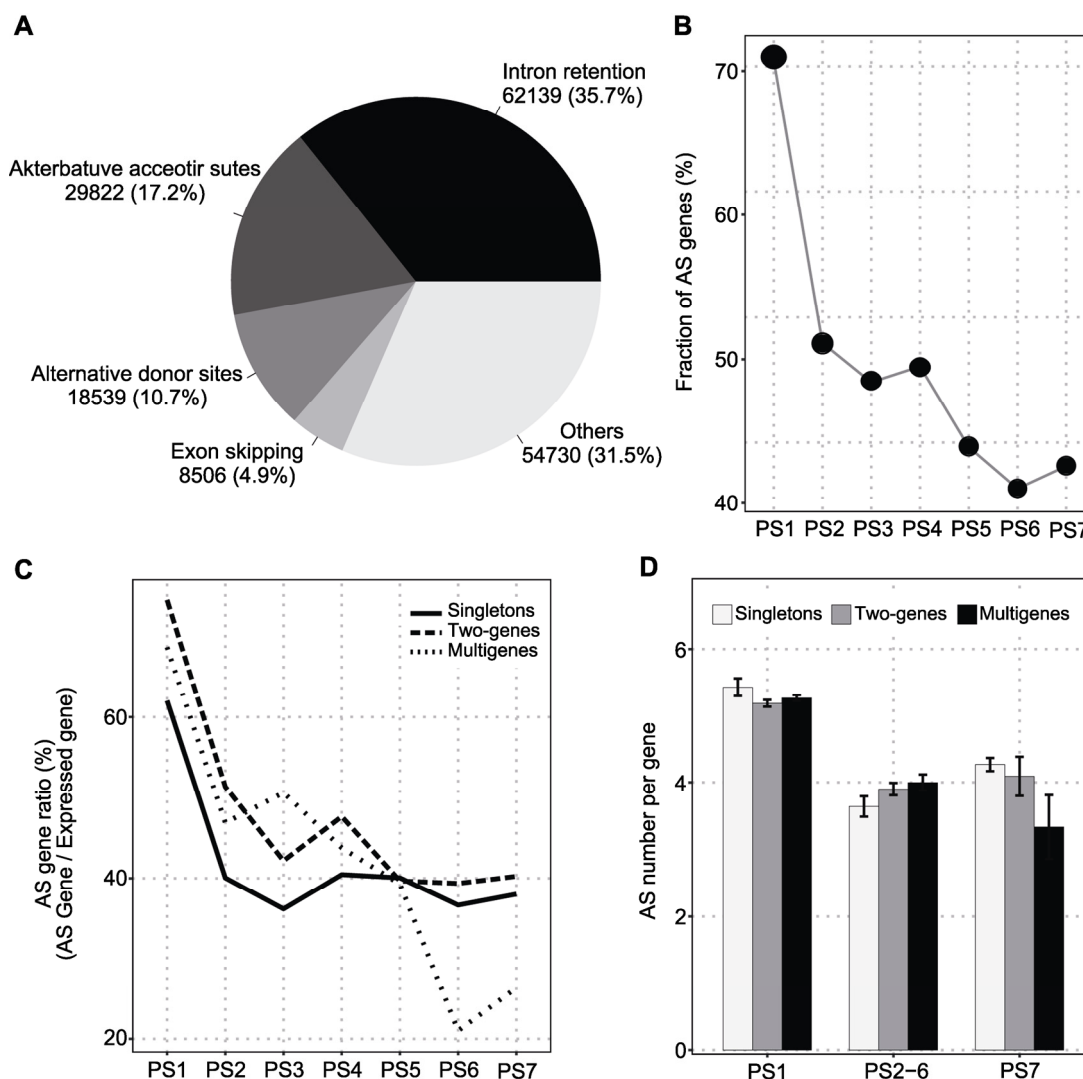 A
Intron retention
62139 (35.7%)
Akterbatuve acceotir sutes
29822 (17.2%)
Alternative donor sites
18539 (10.7%)
Exon skipping
8506 (4.9%)
Others
54730 (31.5%)
B
Fraction of AS genes (%)
70
60
50
40
PS1 PS2 PS3 PS4 PS5 PS6 PS7
C
AS gene ratio (%)
(AS Gene / Expressed gene)
Singletons
Two-genes
Multigenes
60
40
20
PS1 PS2 PS3 PS4 PS5 PS6 PS7
D
AS number per gene
Singletons Two-genes Multigenes
6
4
2
0
PS1 PS2−6 PS7